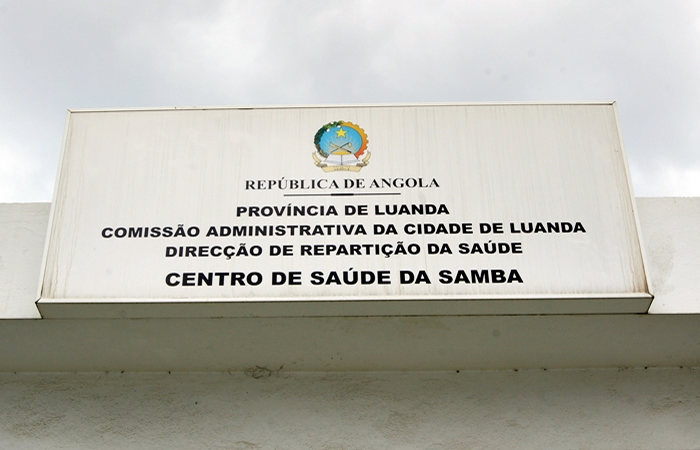 REPÚBLICA DE ANGOLA
PROVÍNCIA DE LUANDA
COMISSÃO ADMINISTRATIVA DA CIDADE DE LUANDA
DIRECÇÃO DE REPARTIÇÃO DA SAÚDE
CENTRO DE SAÚDE DA SAMBA